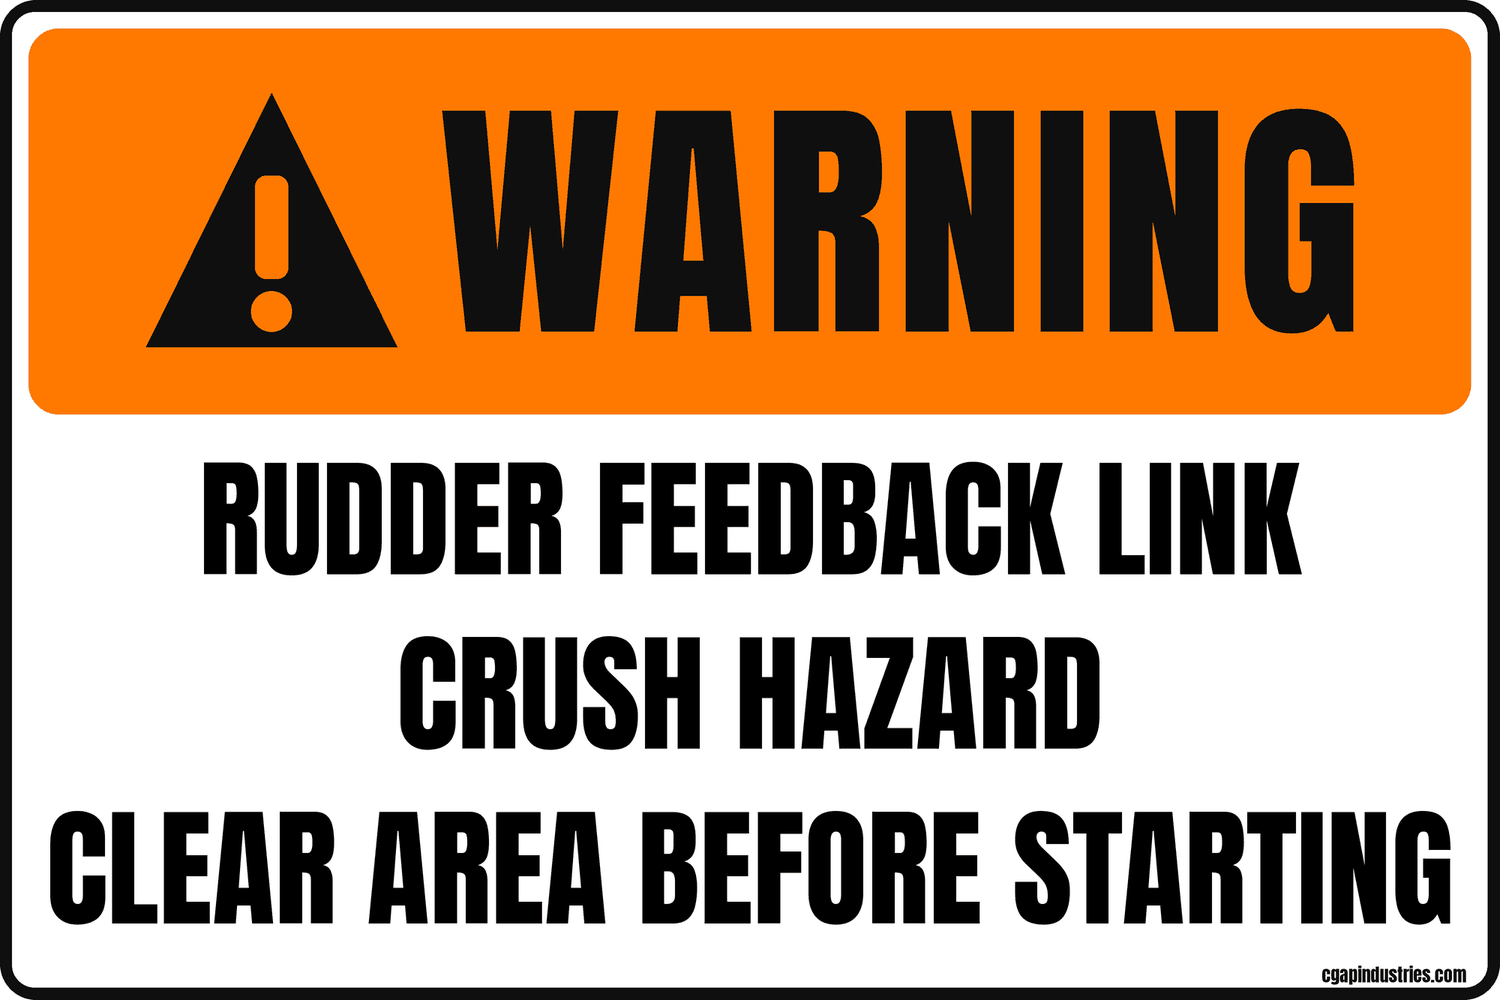 WARNING
RUDDER FEEDBACK LINK
CRUSH HAZARD
CLEAR AREA BEFORE STARTING
cgapindustries.com